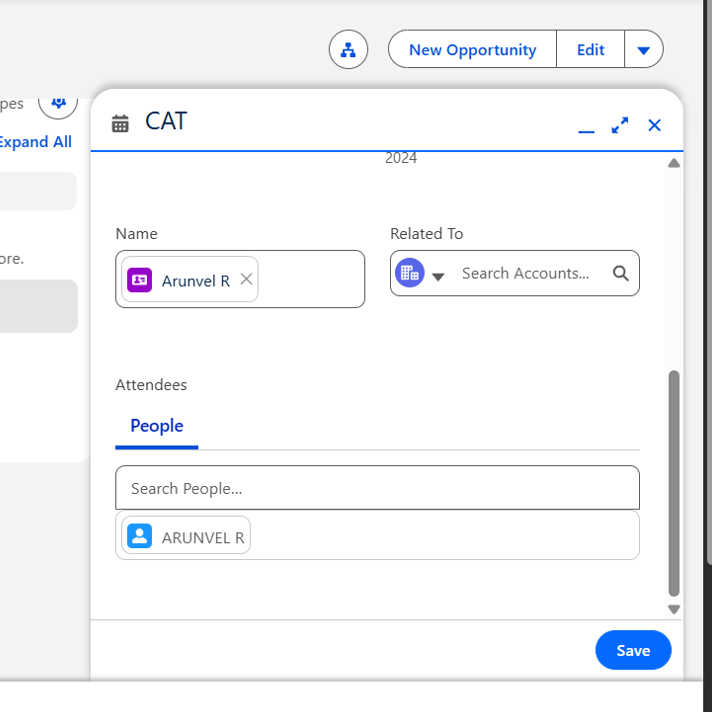 New Opportunity Edit
pes
Expand All
ore.
CAT
2024
Name
Related To
Arunvel R
Search Accounts...
Attendees
People
Search People...
ARUNVEL R
Save